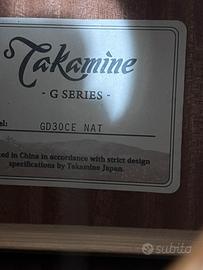 Takamine
- G SERIES -
GD30CE NAT
in China in accordance with strict design
specifications by Takamine Japan.
subito